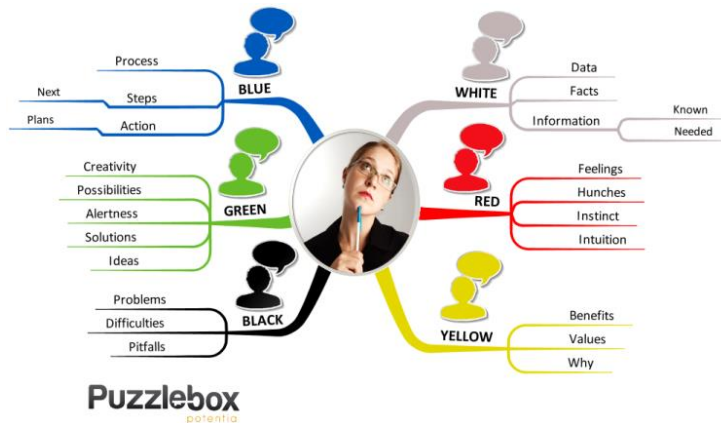 BLUE
Process
Next
Steps
Plans
Action
GREEN
Creativity
Possibilities
Alertness
Solutions
Ideas
BLACK
Problems
Difficulties
Pitfalls
WHITE
Data
Facts
Information
Known
Needed
RED
Feelings
Hunches
Instinct
Intuition
YELLOW
Benefits
Values
Why
Puzzlebox
potentia